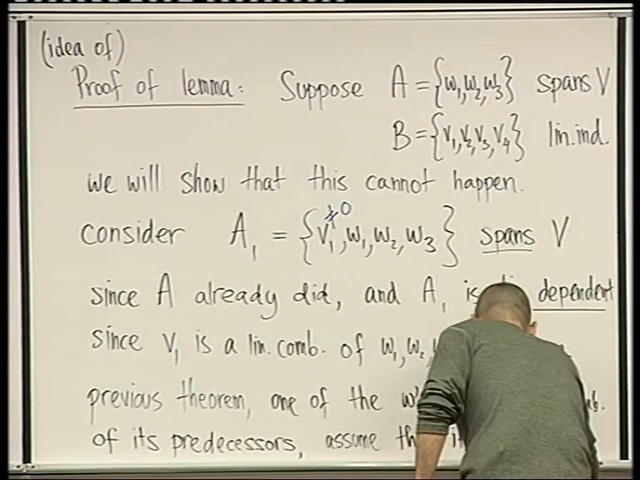 (idea of)
Proof of lemma: Suppose A = {w₁, w₂, w₃} spans V
B = {v₁, v₂, v₃, v₄} lin. ind.
we will show that this cannot happen.
≠0
consider A₁ = {v₁, w₁, w₂, w₃} spans V
since A already did, and A₁ is dependent
since v₁ is a lin. comb. of w₁, w₂,
previous theorem, one of the
of its predecessors, assume